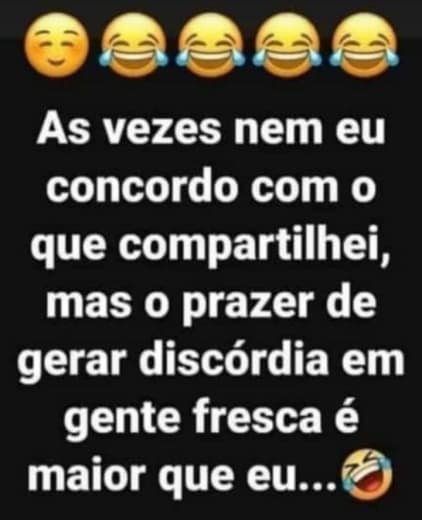 As vezes nem eu
concordo com o
que compartilhei,
mas o prazer de
gerar discórdia em
gente fresca é
maior que eu...🤣